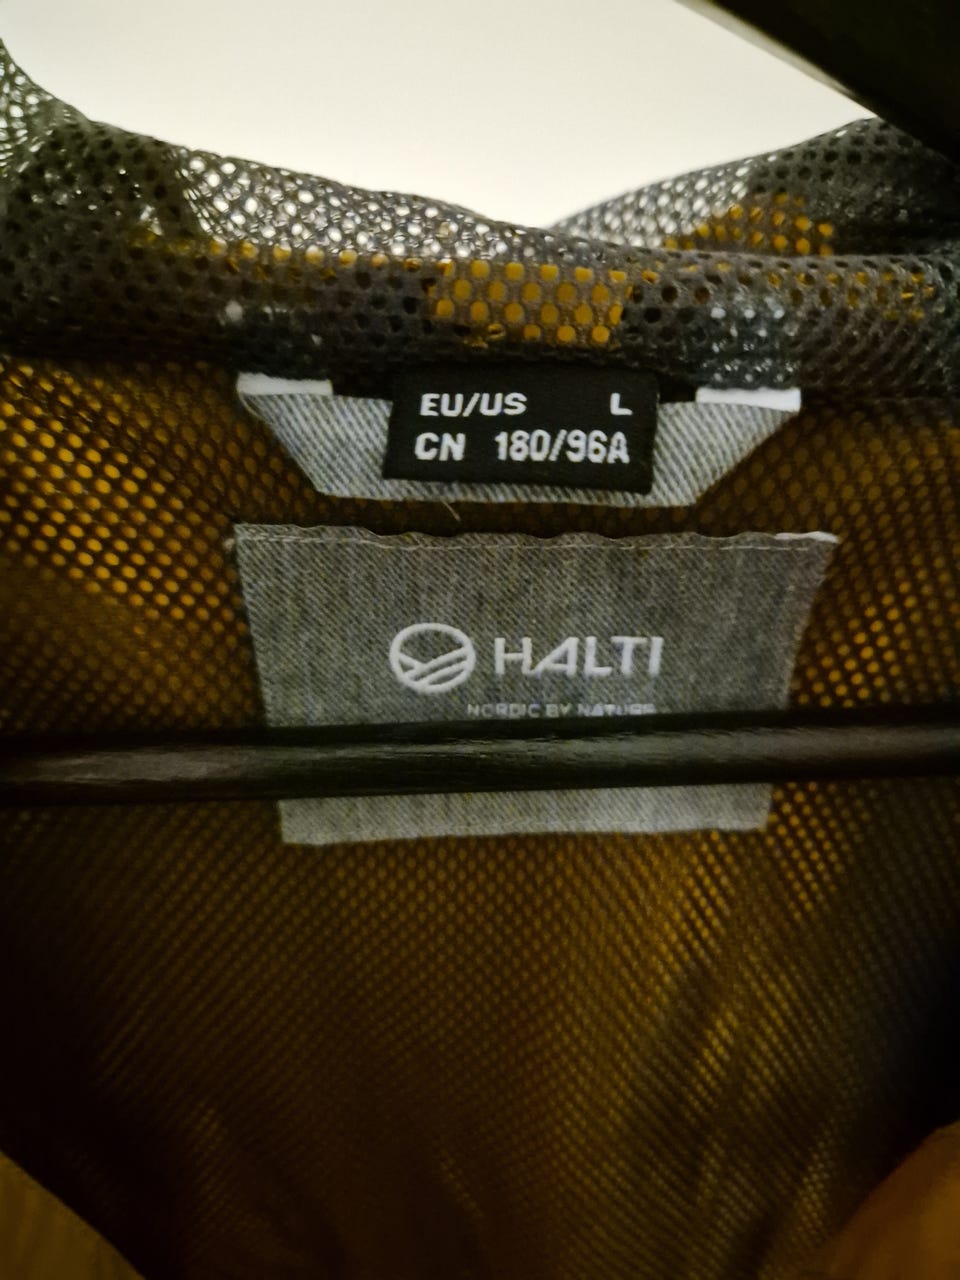 EU/US L
CN 180/96A
HALTI
NORDIC BY NATURE